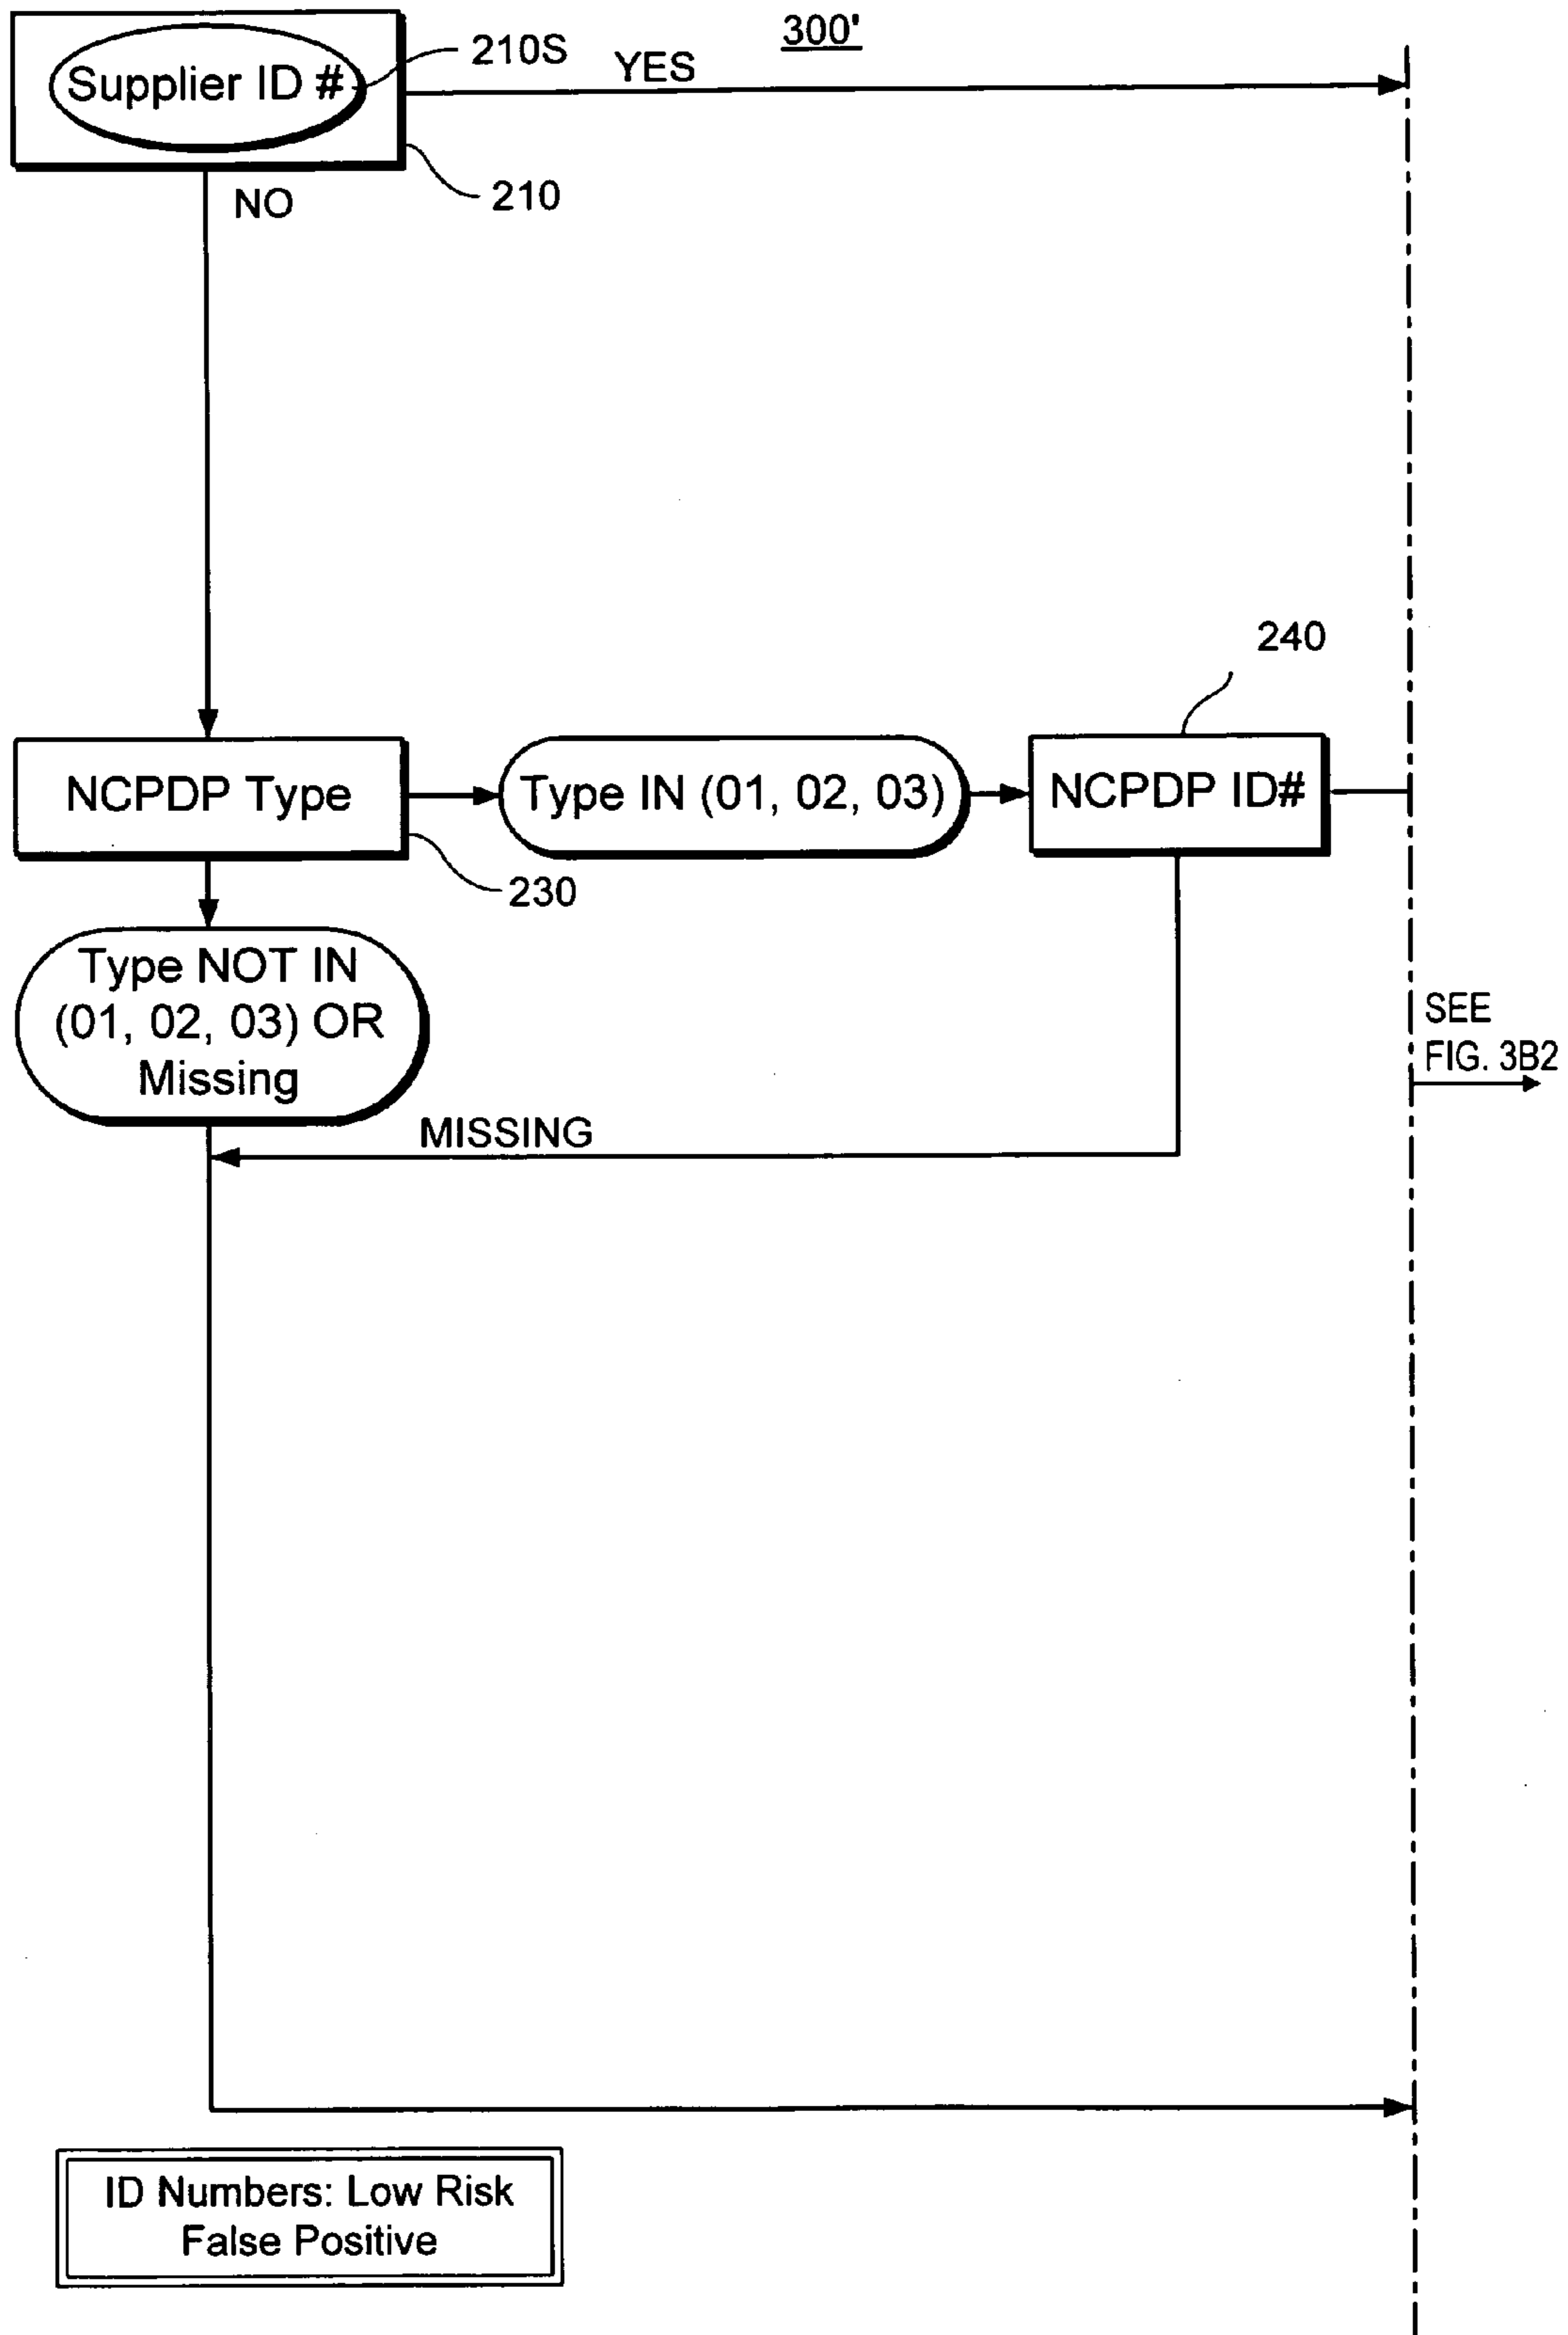 300'
Supplier ID #
210S
YES
210
NO
240
NCPDP Type
Type IN (01, 02, 03)
NCPDP ID#
230
Type NOT IN
(01, 02, 03) OR
Missing
SEE
FIG. 3B2
MISSING
ID Numbers: Low Risk
False Positive